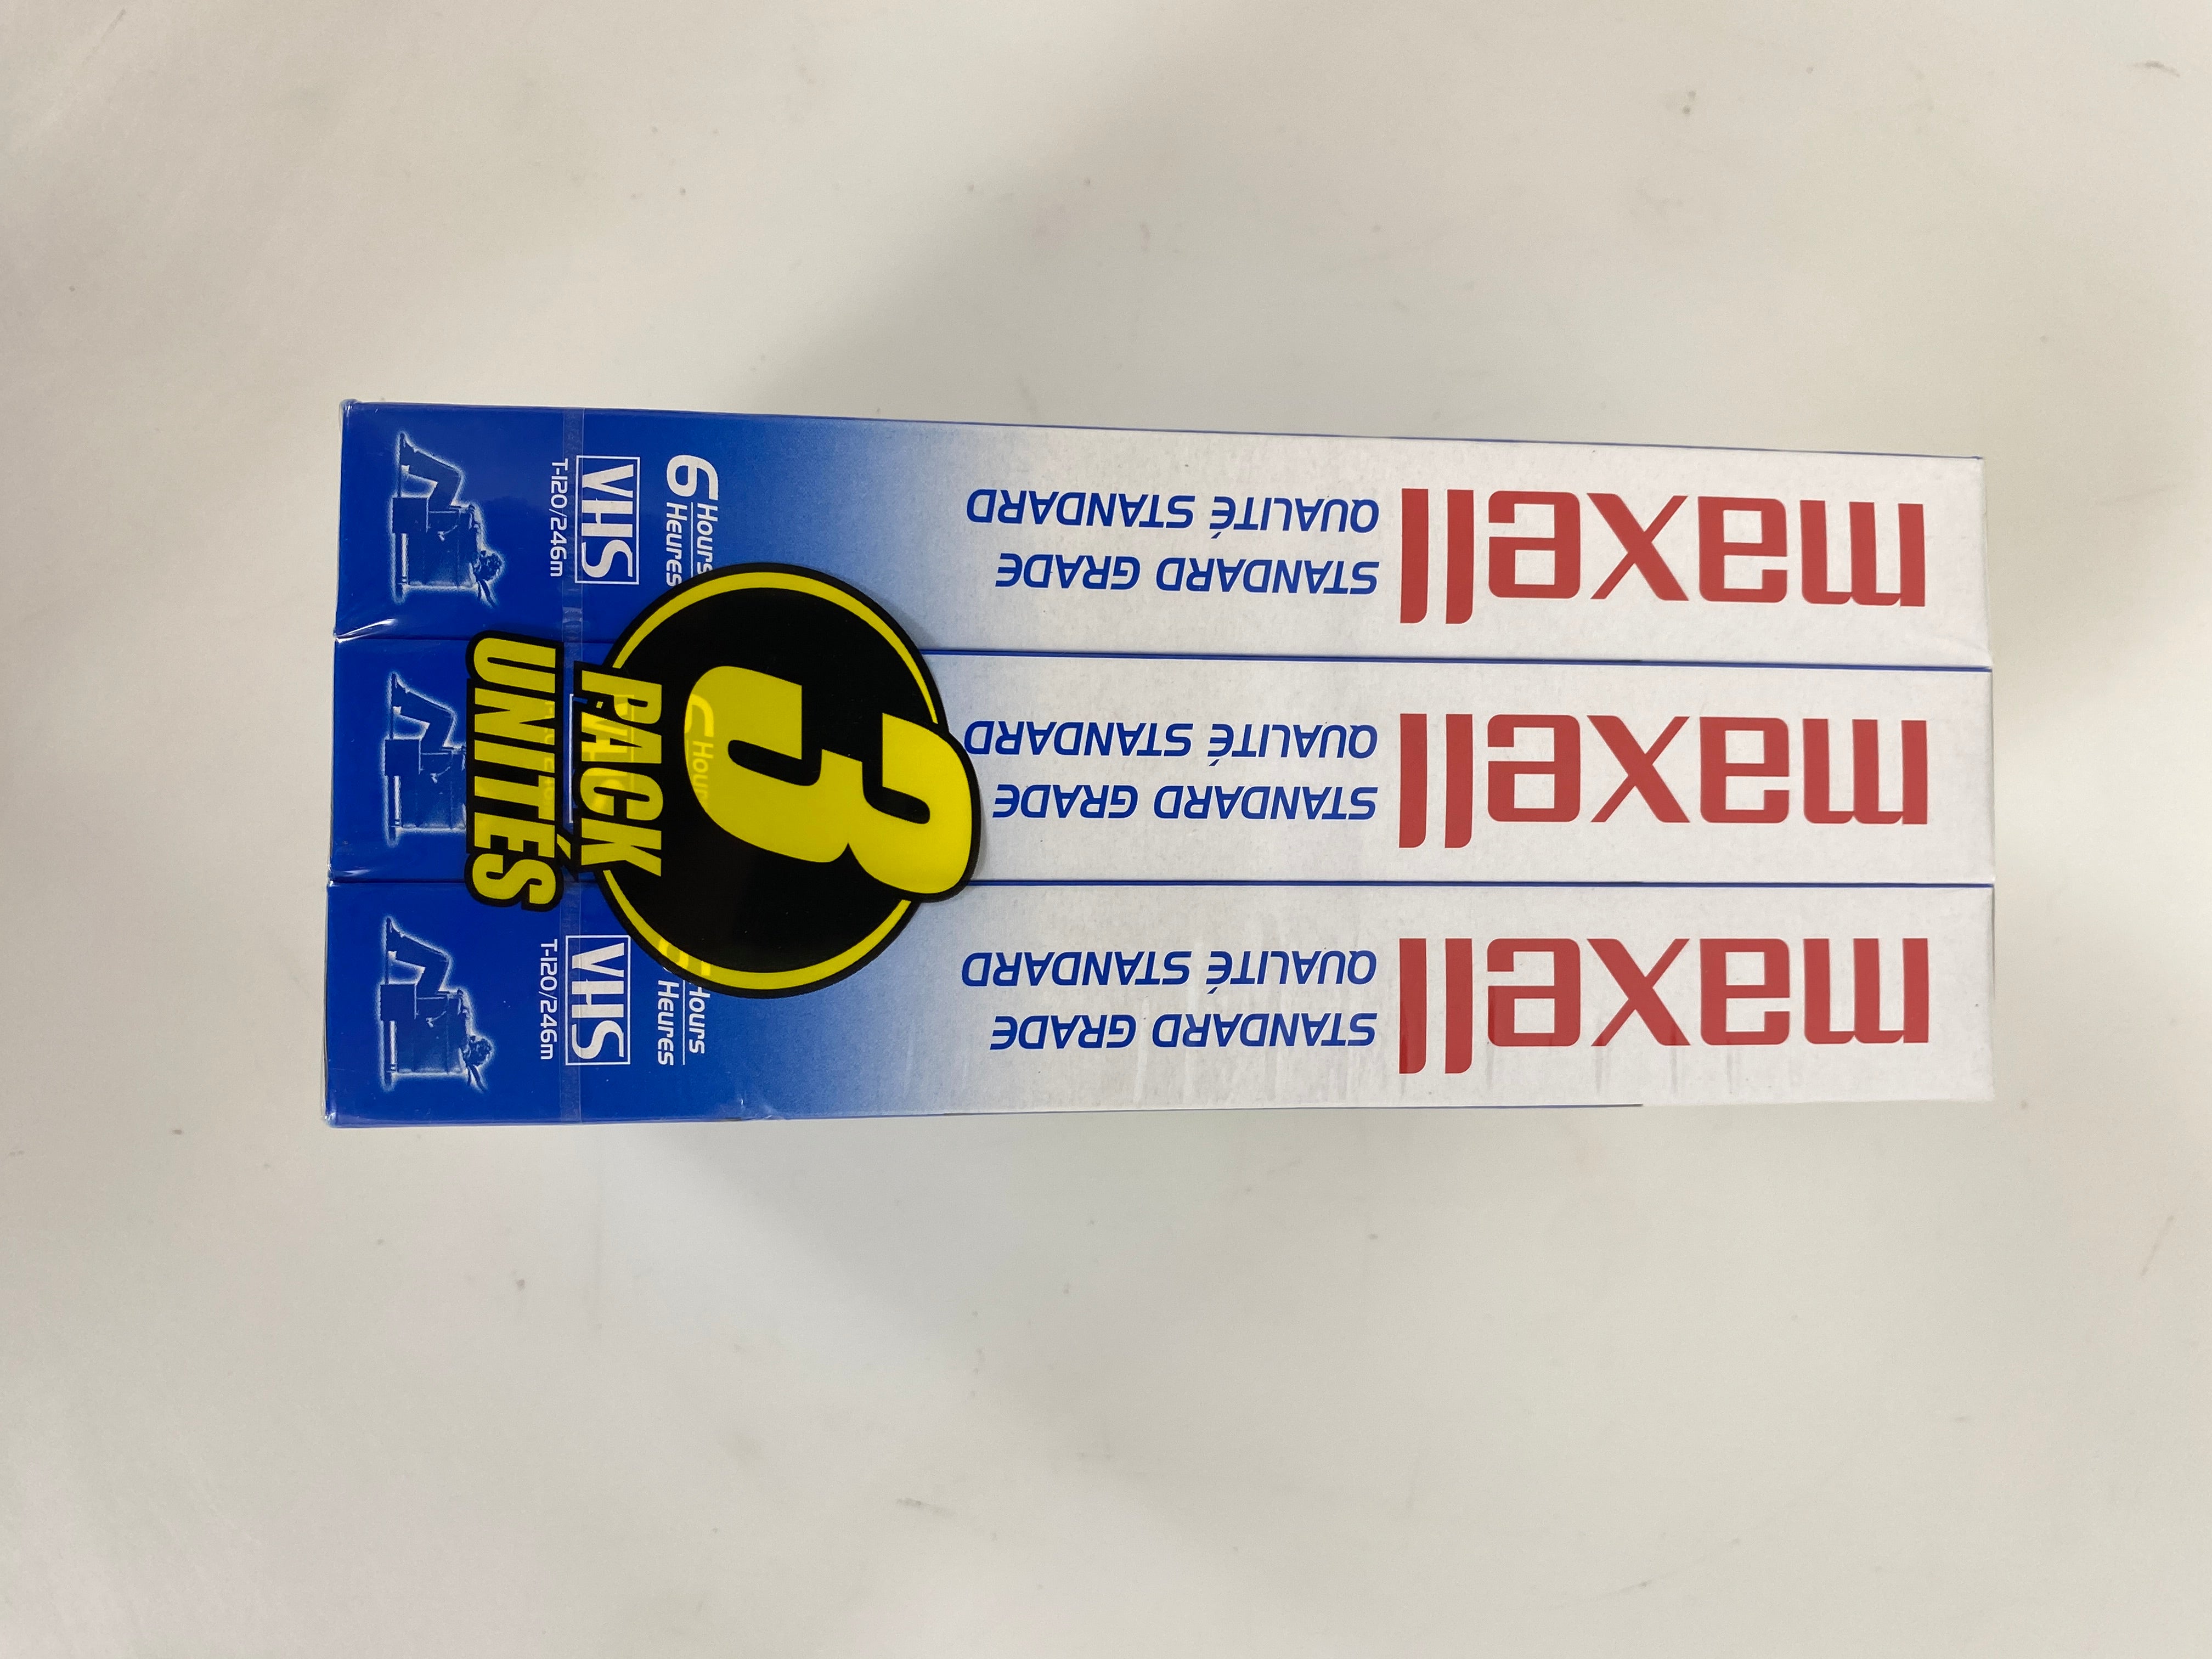 maxell
STANDARD GRADE
QUALITÉ STANDARD
6 Hours
Heures
VHS
T-120/246m
maxell
STANDARD GRADE
QUALITÉ STANDARD
3
PACK
UNITÉS
maxell
STANDARD GRADE
QUALITÉ STANDARD
Hours
Heures
VHS
T-120/246m